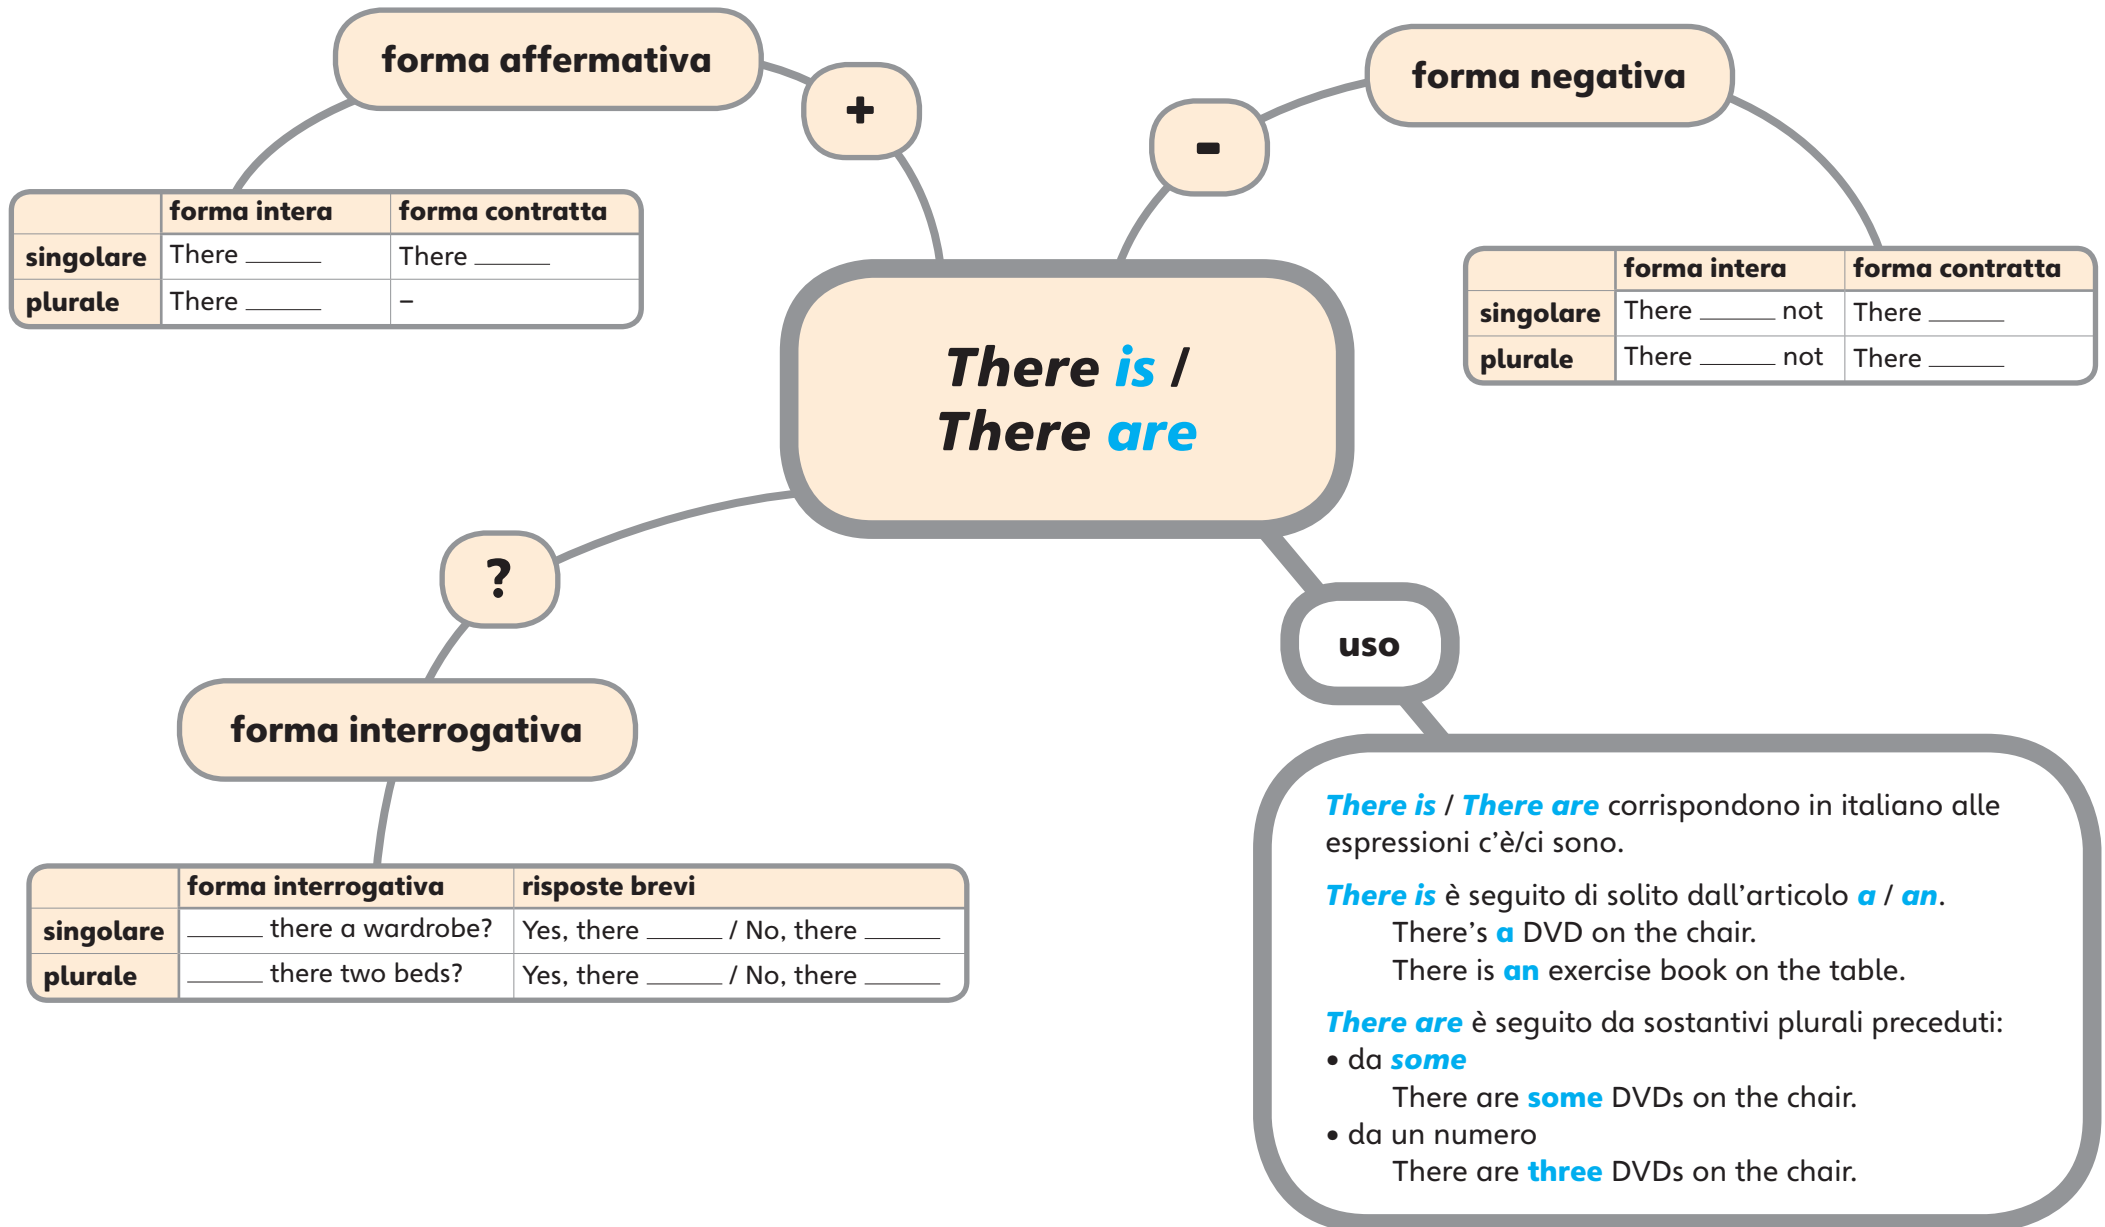 forma affermativa
+
forma intera forma contratta
singolare There ______ There ______
plurale There ______ –
-
forma negativa
forma intera forma contratta
singolare There ______ not There ______
plurale There ______ not There ______
There is /
There are
?
forma interrogativa
forma interrogativa risposte brevi
singolare ______ there a wardrobe? Yes, there ______ / No, there ______
plurale ______ there two beds? Yes, there ______ / No, there ______
uso
There is / There are corrispondono in italiano alle
espressioni c’è/ci sono.
There is è seguito di solito dall’articolo a / an.
There’s a DVD on the chair.
There is an exercise book on the table.
There are è seguito da sostantivi plurali preceduti:
• da some
There are some DVDs on the chair.
• da un numero
There are three DVDs on the chair.